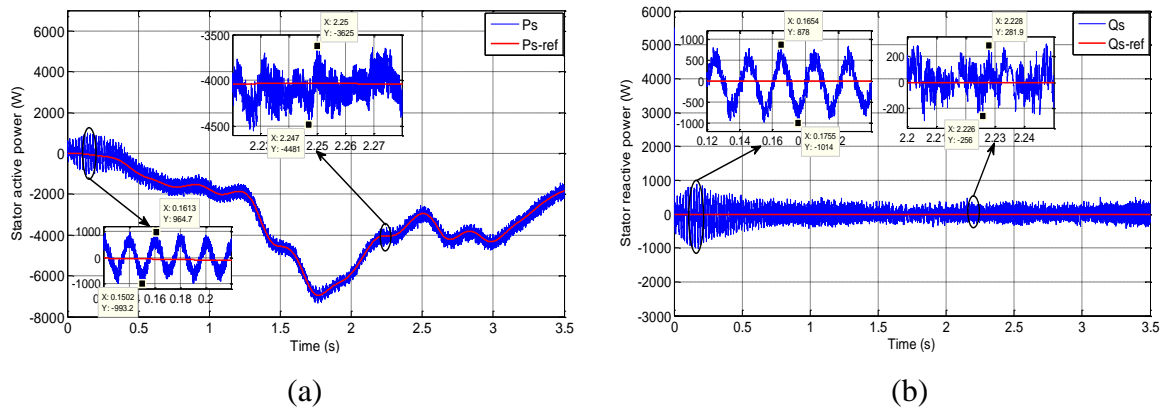 Stator active power (W)
6000
4000
2000
0
-2000
-4000
-6000
-8000
0
0.5
1
1.5
2
2.5
3
3.5
Time (s)
Ps
Ps-ref
X: 2.25
Y: -3625
-3500
-4000
-4500
2.25
2.26
2.27
X: 2.247
Y: -4481
X: 0.1613
Y: 964.7
1000
0
-1000
0.16
0.18
0.2
X: 0.1502
Y: -993.2
(a)
Stator reactive power (W)
6000
5000
4000
3000
2000
1000
0
-1000
-2000
-3000
0
0.5
1
1.5
2
2.5
3
3.5
Time (s)
Qs
Qs-ref
X: 0.1654
Y: 878
1000
500
0
-500
-1000
0.12
0.14
0.16
X: 0.1755
Y: -1014
X: 2.228
Y: 281.9
200
0
-200
2.2
2.21
2.23
2.24
X: 2.226
Y: -256
(b)